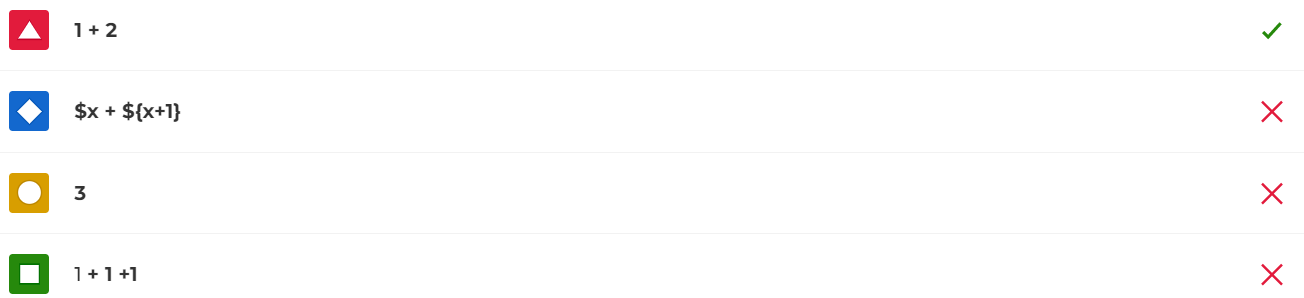 1 + 2
$x + ${x+1}
3
1 + 1 +1